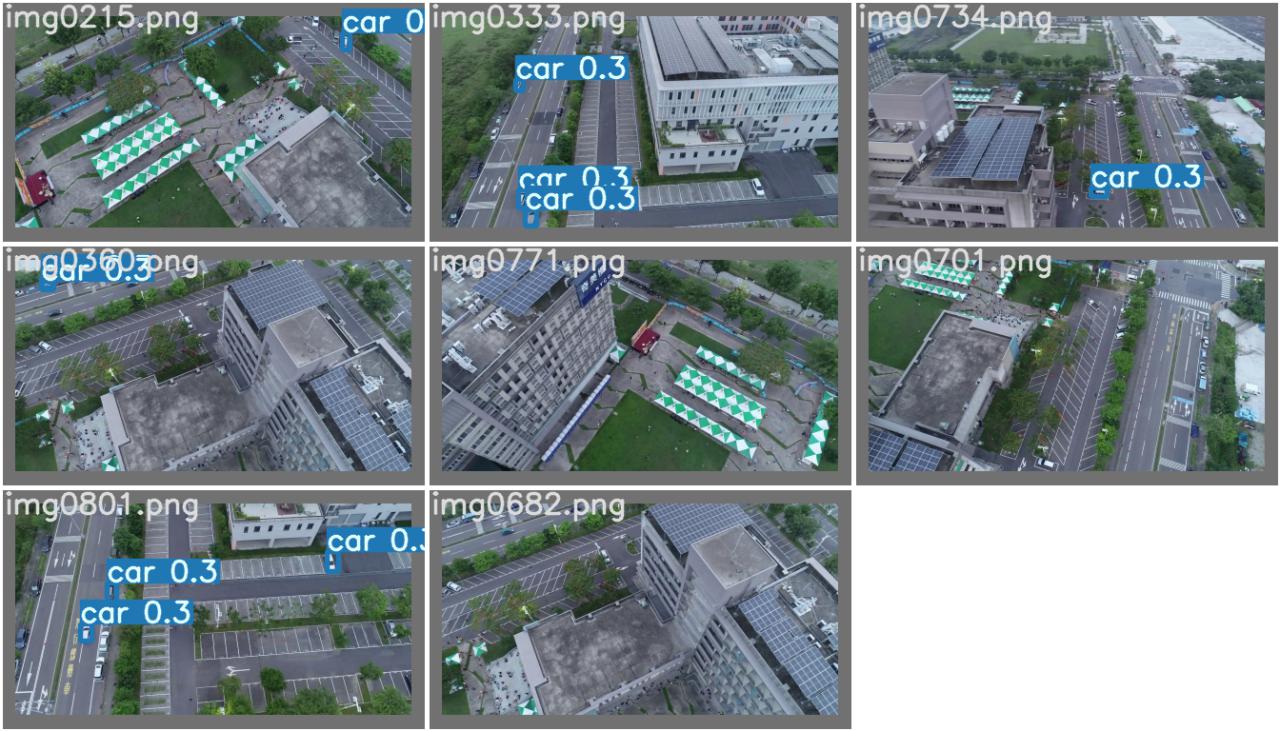 img0215.png
car 0
img0333.png
car 0.3
car 0.3
car 0.3
img0734.png
car 0.3
img0360.png
car 0.3
img0771.png
img0701.png
img0801.png
car 0.3
car 0.3
car 0.3
img0682.png